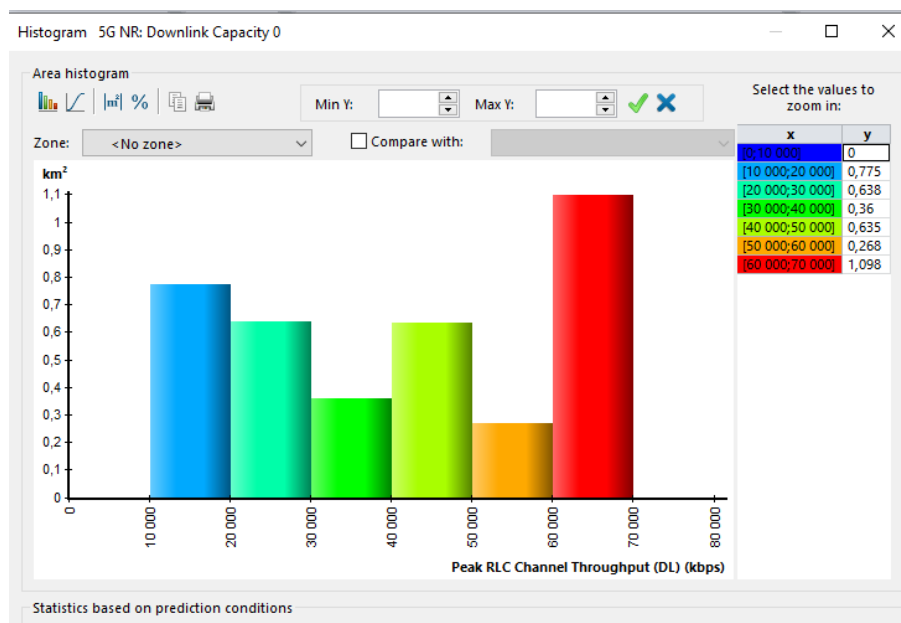 Histogram 5G NR: Downlink Capacity 0
Area histogram
Min Y:
Max Y:
Zone: <No zone>
Compare with:
Select the values to
zoom in:
x y
[0;10 000] 0
[10 000;20 000] 0,775
[20 000;30 000] 0,638
[30 000;40 000] 0,36
[40 000;50 000] 0,635
[50 000;60 000] 0,268
[60 000;70 000] 1,098
km²
1,1
1
0,9
0,8
0,7
0,6
0,5
0,4
0,3
0,2
0,1
0
0
10 000
20 000
30 000
40 000
50 000
60 000
70 000
80 000
Peak RLC Channel Throughput (DL) (kbps)
Statistics based on prediction conditions